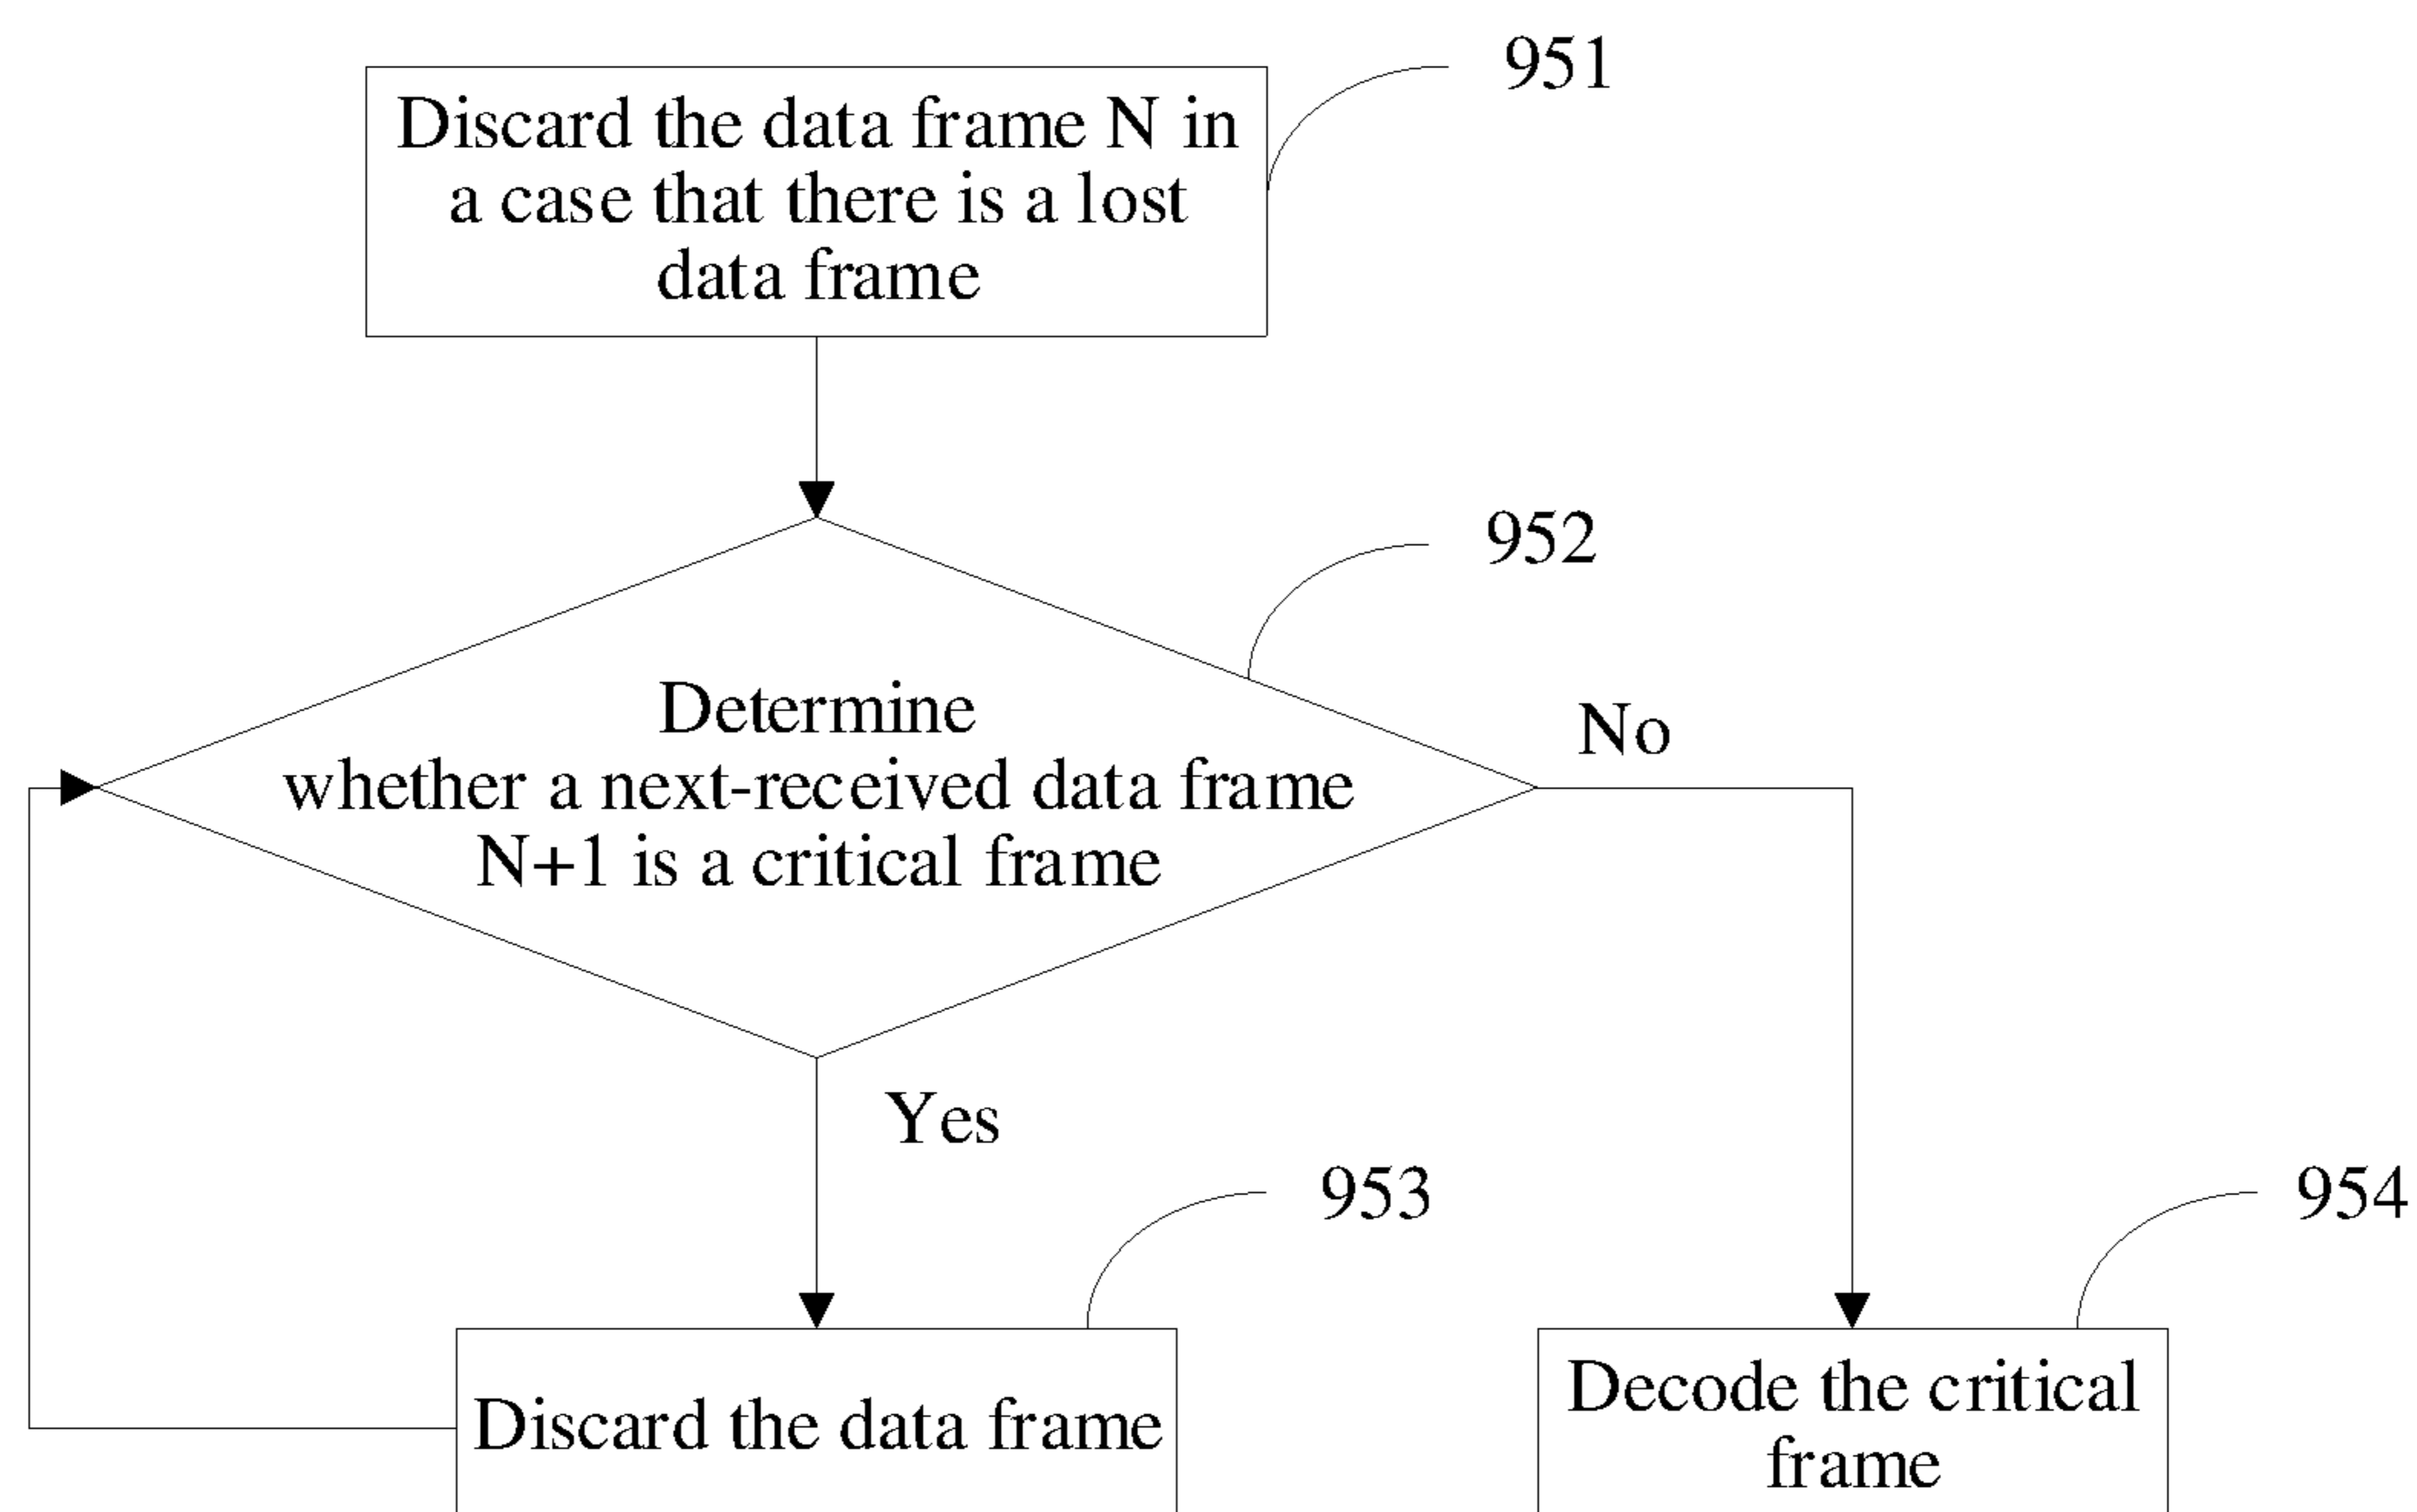 951
Discard the data frame N in
a case that there is a lost
data frame
952
Determine
whether a next-received data frame
N+1 is a critical frame
No
Yes
953
954
Discard the data frame
Decode the critical
frame